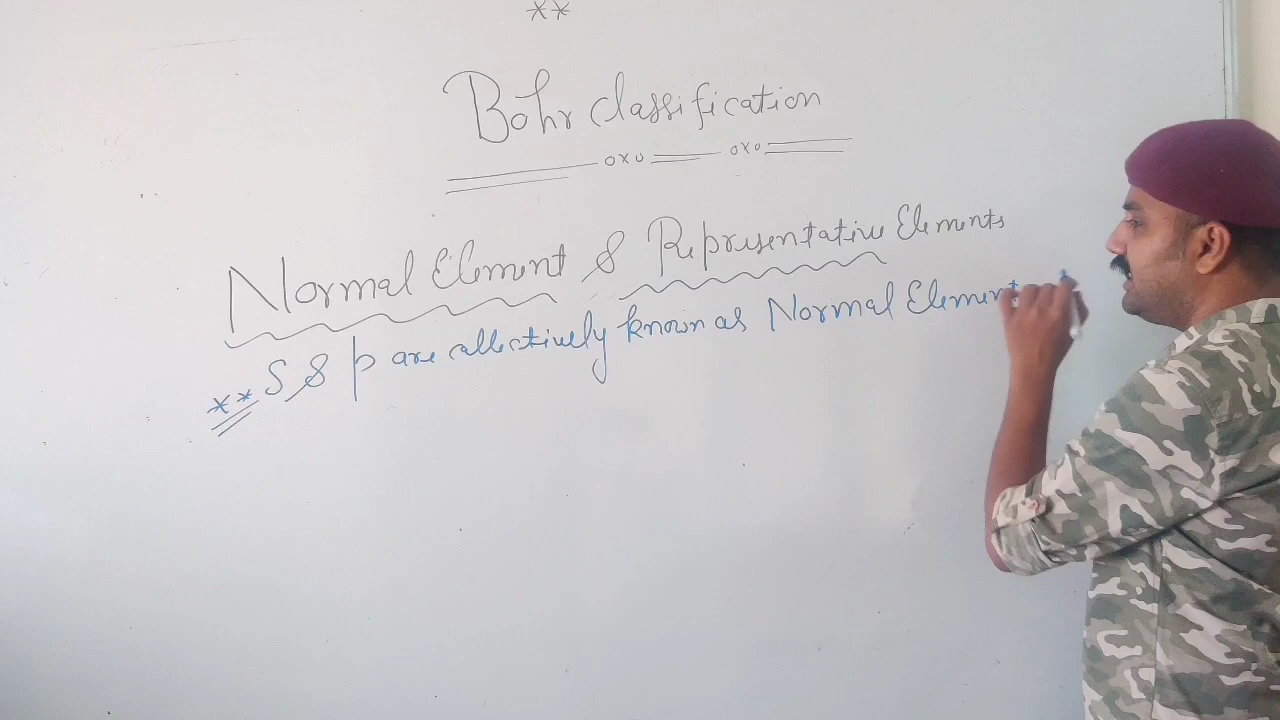 **
Bohr classification
oxo oxo
Normal Element & Representative Elements
** S & p are collectively known as Normal Element